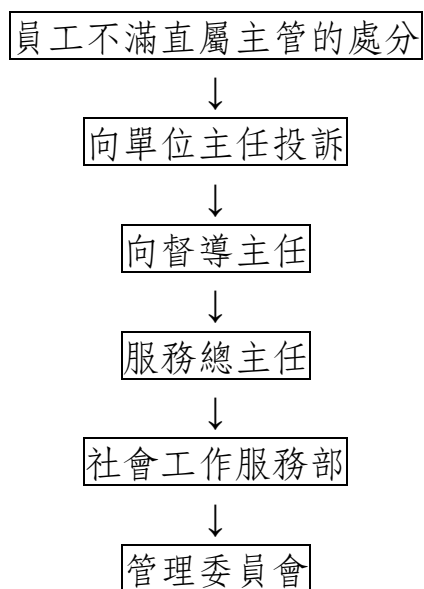 員工不滿直屬主管的處分
↓
向單位主任投訴
↓
向督導主任
↓
服務總主任
↓
社會工作服務部
↓
管理委員會